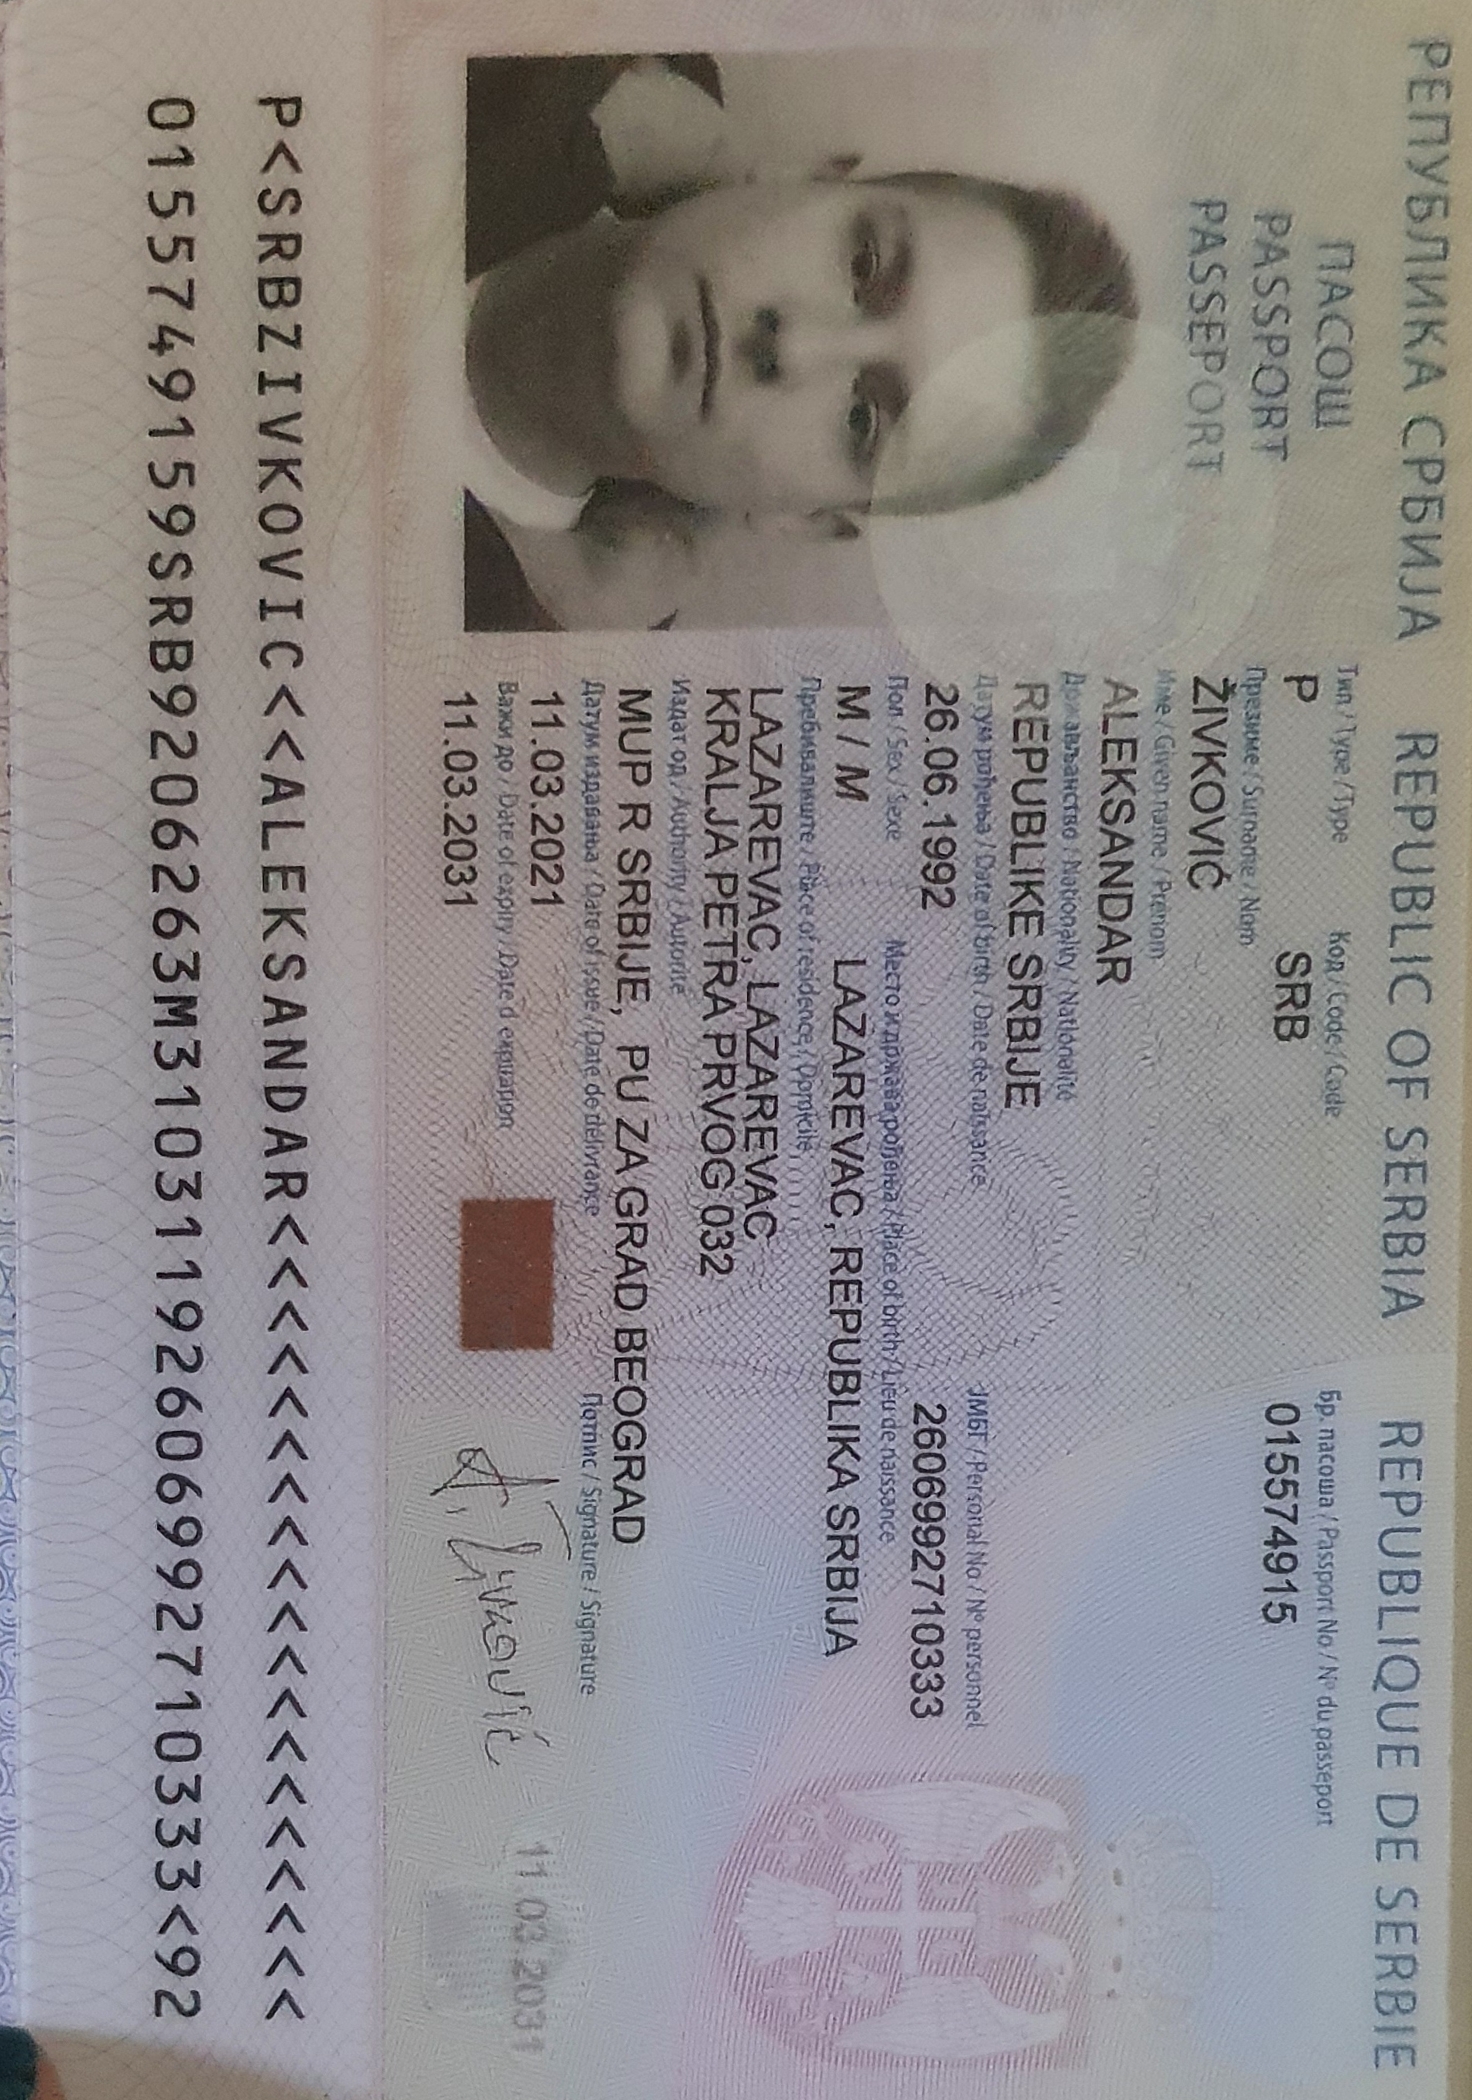 РЕПУБЛИКА СРБИЈА REPUBLIC OF SERBIA REPUBLIQUE DE SERBIE
ПАСОШ
PASSPORT
PASSEPORT
Тип / Type / Type Код / Code / Code Бр. пасоша / Passport No / Nº du passeport
P SRB 015574915
Презиме / Surname / Nom
ŽIVKOVIĆ
Име / Given name / Prenom
ALEKSANDAR
Држављанство / Nationality / Nationalité
REPUBLIKE SRBIJE
Датум рођења / Date of birth / Date de naissance ЈМБГ / Personal No / Nº personnel
26.06.1992 2606992710333
Пол / Sex / Sexe Место и држава рођења / Place of birth / Lieu de naissance
M / M LAZAREVAC, REPUBLIKA SRBIJA
Пребивалиште / Place of residence / Domicile
LAZAREVAC, LAZAREVAC
KRALJA PETRA PRVOG 032
Издат од / Authority / Autorité
MUP R SRBIJE, PU ZA GRAD BEOGRAD
Датум издавања / Date of issue / Date de délivrance Потпис / Signature / Signature
11.03.2021
Важи до / Date of expiry / Date d expiration
11.03.2031
A. Živković
11.03.2031
P<SRBZIVKOVIC<<ALEKSANDAR<<<<<<<<<<<<<<<<<<<
0155749159SRB9206263M31031192606992710333<92